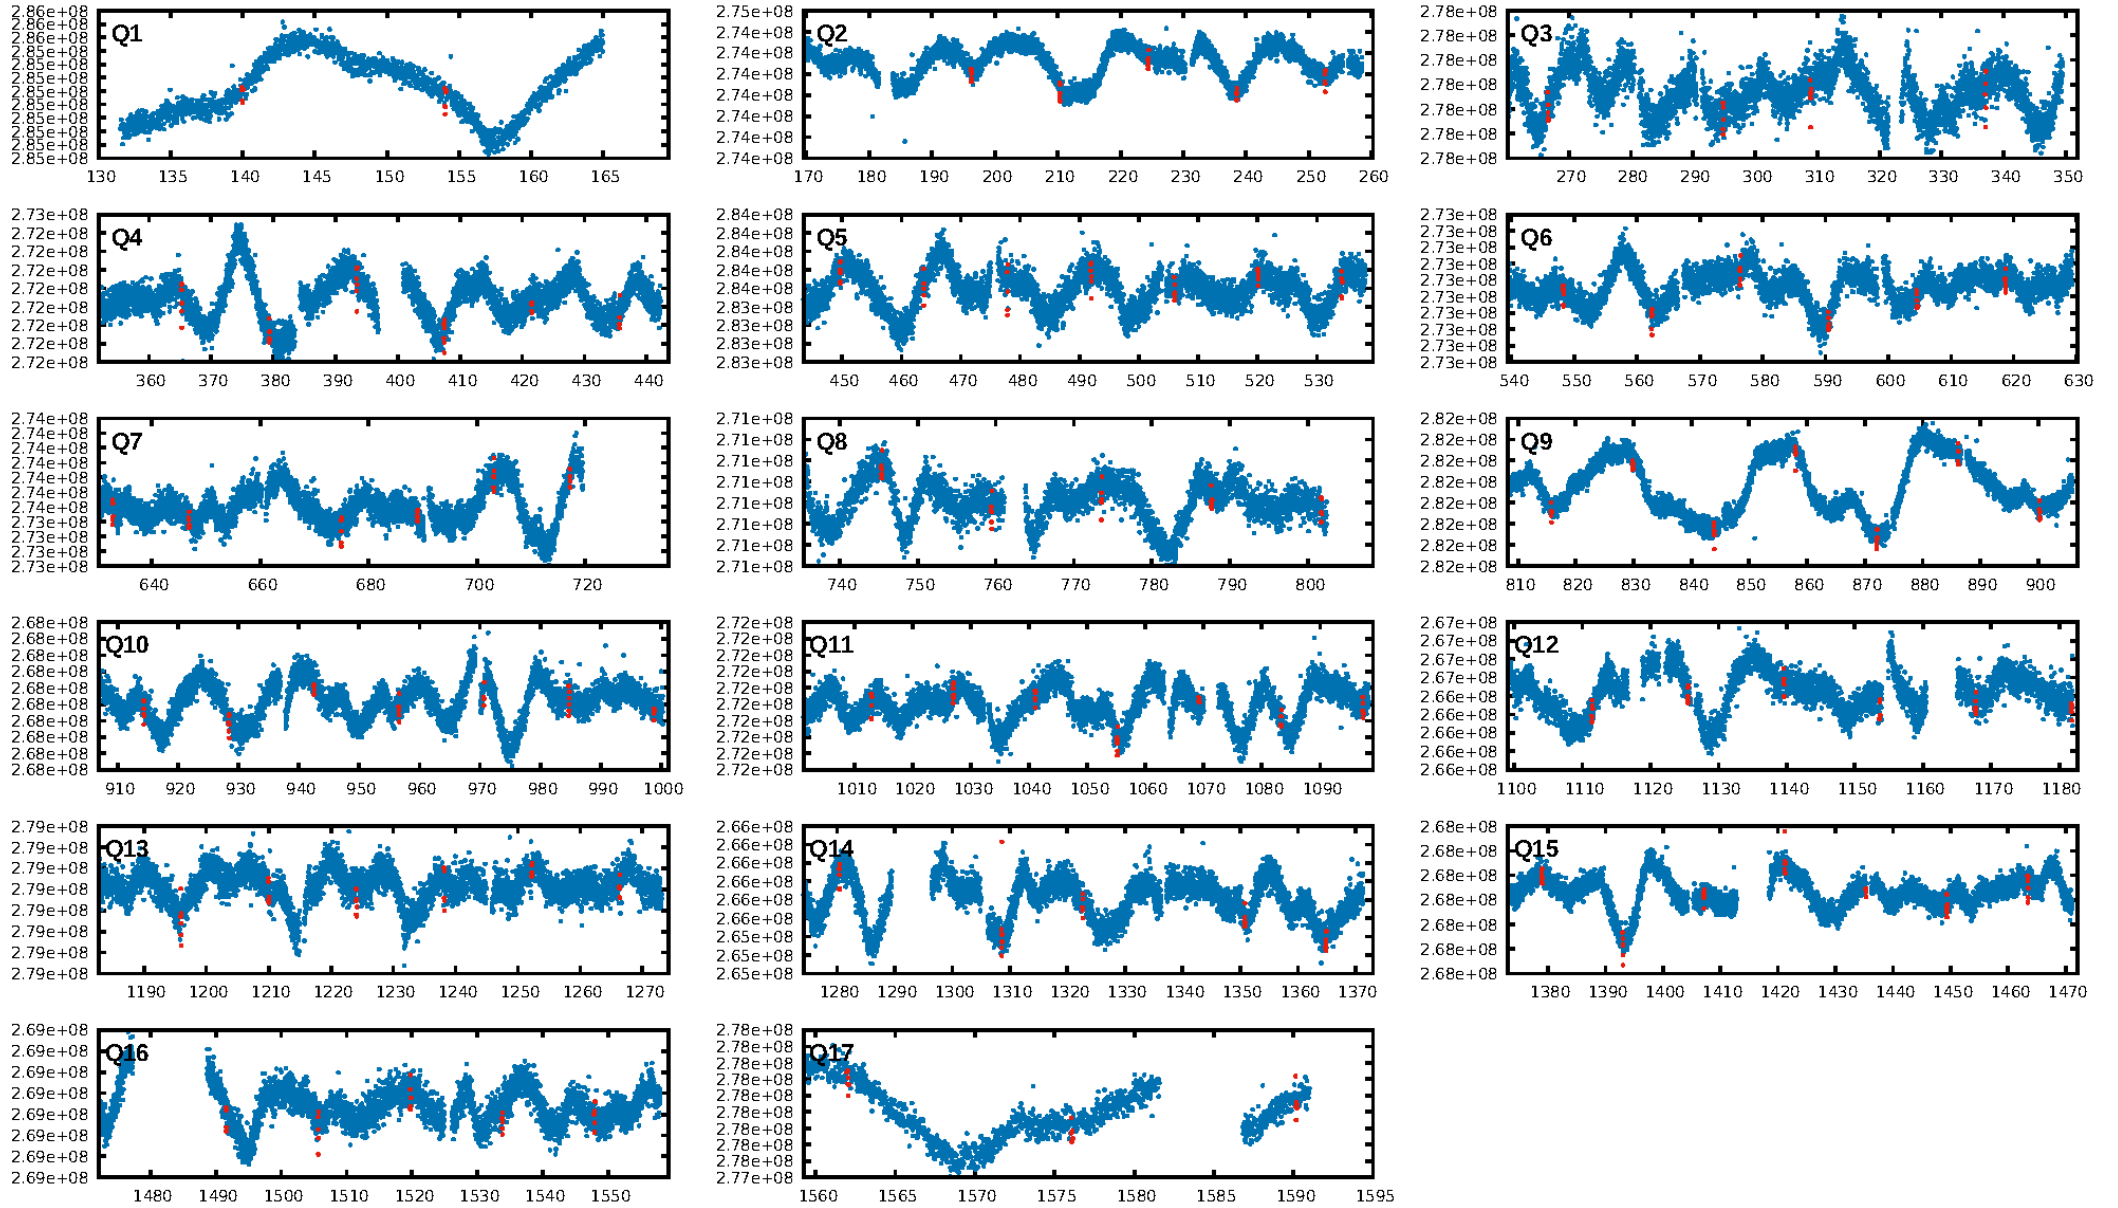 2.86e+08
2.86e+08
2.86e+08
2.85e+08
2.85e+08
2.85e+08
2.85e+08
2.85e+08
2.85e+08
2.85e+08
2.85e+08
2.85e+08
Q1
130 135 140 145 150 155 160 165
2.75e+08
2.74e+08
2.74e+08
2.74e+08
2.74e+08
2.74e+08
2.74e+08
2.74e+08
Q2
170 180 190 200 210 220 230 240 250 260
2.78e+08
2.78e+08
2.78e+08
2.78e+08
2.78e+08
2.78e+08
2.78e+08
Q3
270 280 290 300 310 320 330 340 350
2.73e+08
2.72e+08
2.72e+08
2.72e+08
2.72e+08
2.72e+08
2.72e+08
2.72e+08
2.72e+08
Q4
360 370 380 390 400 410 420 430 440
2.84e+08
2.84e+08
2.84e+08
2.84e+08
2.84e+08
2.83e+08
2.83e+08
2.83e+08
2.83e+08
Q5
450 460 470 480 490 500 510 520 530
2.73e+08
2.73e+08
2.73e+08
2.73e+08
2.73e+08
2.73e+08
2.73e+08
2.73e+08
2.73e+08
2.73e+08
Q6
540 550 560 570 580 590 600 610 620 630
2.74e+08
2.74e+08
2.74e+08
2.74e+08
2.74e+08
2.74e+08
2.74e+08
2.73e+08
2.73e+08
2.73e+08
2.73e+08
Q7
640 660 680 700 720
2.71e+08
2.71e+08
2.71e+08
2.71e+08
2.71e+08
2.71e+08
2.71e+08
2.71e+08
Q8
740 750 760 770 780 790 800
2.82e+08
2.82e+08
2.82e+08
2.82e+08
2.82e+08
2.82e+08
2.82e+08
2.82e+08
Q9
810 820 830 840 850 860 870 880 890 900
2.68e+08
2.68e+08
2.68e+08
2.68e+08
2.68e+08
2.68e+08
2.68e+08
2.68e+08
2.68e+08
2.68e+08
Q10
910 920 930 940 950 960 970 980 990 1000
2.72e+08
2.72e+08
2.72e+08
2.72e+08
2.72e+08
2.72e+08
2.72e+08
2.72e+08
2.72e+08
2.72e+08
Q11
1010 1020 1030 1040 1050 1060 1070 1080 1090
2.67e+08
2.67e+08
2.67e+08
2.67e+08
2.66e+08
2.66e+08
2.66e+08
2.66e+08
2.66e+08
Q12
1100 1110 1120 1130 1140 1150 1160 1170 1180
2.79e+08
2.79e+08
2.79e+08
2.79e+08
2.79e+08
2.79e+08
2.79e+08
2.79e+08
Q13
1190 1200 1210 1220 1230 1240 1250 1260 1270
2.66e+08
2.66e+08
2.66e+08
2.66e+08
2.66e+08
2.66e+08
2.65e+08
2.65e+08
2.65e+08
Q14
1280 1290 1300 1310 1320 1330 1340 1350 1360 1370
2.68e+08
2.68e+08
2.68e+08
2.68e+08
2.68e+08
2.68e+08
2.68e+08
Q15
1380 1390 1400 1410 1420 1430 1440 1450 1460 1470
2.69e+08
2.69e+08
2.69e+08
2.69e+08
2.69e+08
2.69e+08
2.69e+08
2.69e+08
Q16
1480 1490 1500 1510 1520 1530 1540 1550
2.78e+08
2.78e+08
2.78e+08
2.78e+08
2.78e+08
2.78e+08
2.78e+08
2.78e+08
2.78e+08
2.77e+08
Q17
1560 1565 1570 1575 1580 1585 1590 1595